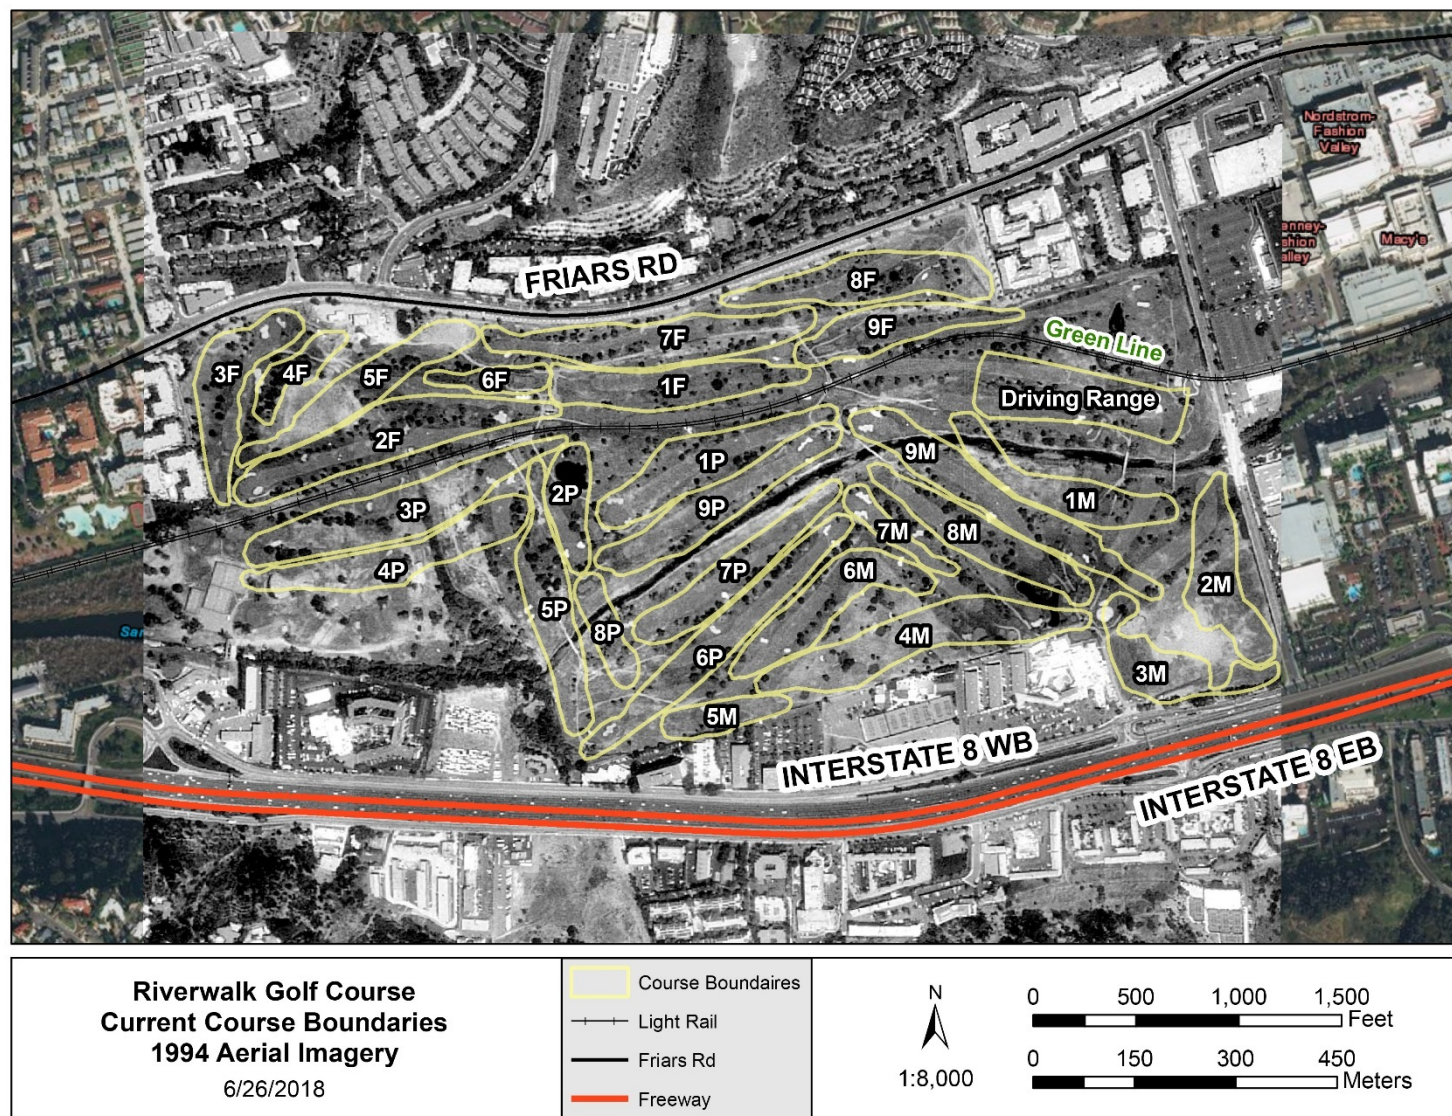 Nordstrom-
Fashion
Valley
enney-
shion
alley
Macy's
FRIARS RD
8F
7F
9F
Green Line
3F
4F
5F
6F
1F
Driving Range
2F
1P
9M
2P
3P
9P
1M
7M
8M
4P
7P
6M
2M
5P
8P
4M
6P
3M
5M
San
INTERSTATE 8 WB
INTERSTATE 8 EB
Riverwalk Golf Course
Current Course Boundaries
1994 Aerial Imagery
6/26/2018
Course Boundaires
Light Rail
Friars Rd
Freeway
N
1:8,000
0 500 1,000 1,500
Feet
0 150 300 450
Meters